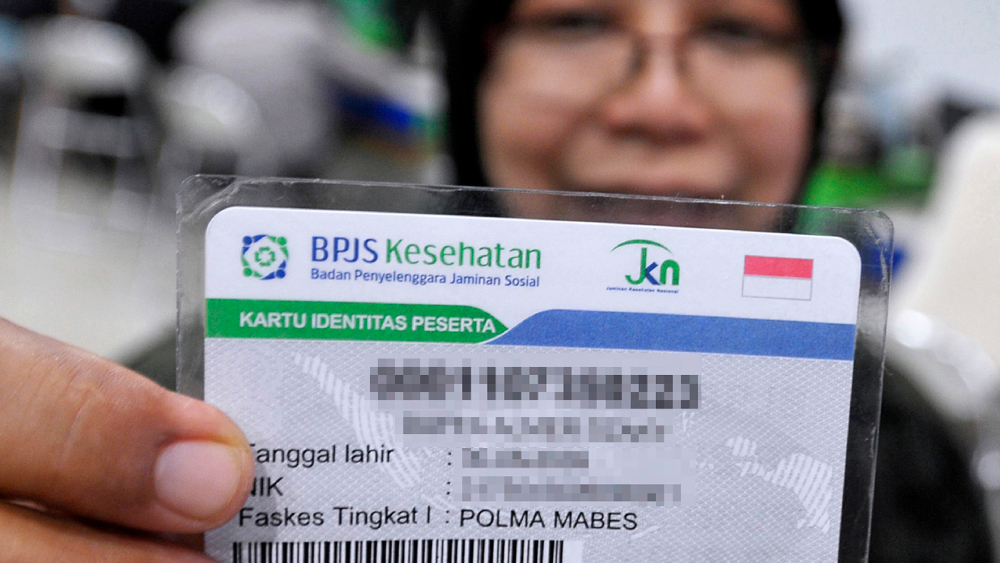 BPJS Kesehatan
Badan Penyelenggara Jaminan Sosial
Jkn
Jaminan Kesehatan Nasional
KARTU IDENTITAS PESERTA
Tanggal lahir :
NIK :
Faskes Tingkat I : POLMA MABES